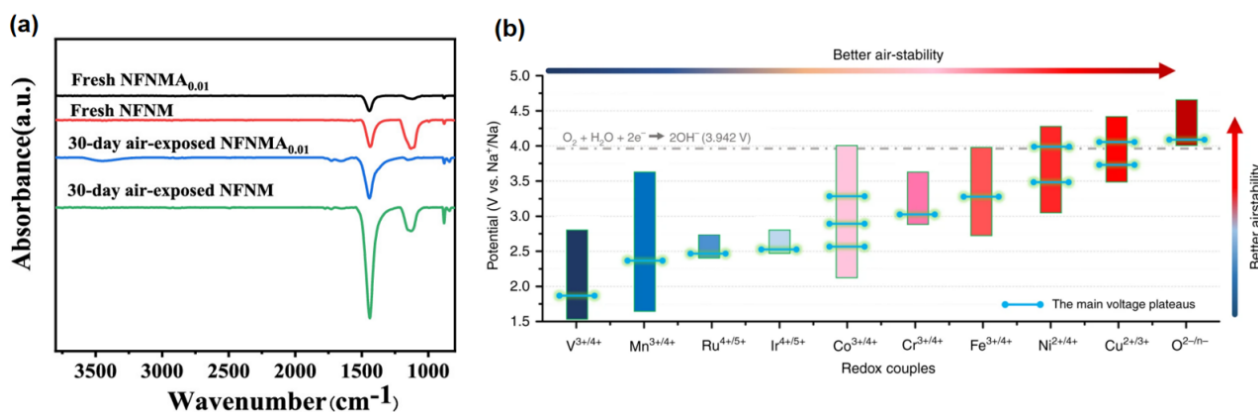 (a)
Absorbance(a.u.)
Fresh NFNMA0.01
Fresh NFNM
30-day air-exposed NFNMA0.01
30-day air-exposed NFNM
3500 3000 2500 2000 1500 1000
Wavenumber(cm-1)
(b)
Better air-stability
Potential (V vs. Na+/Na)
5.0
4.5
4.0
3.5
3.0
2.5
2.0
1.5
O2 + H2O + 2e− → 2OH− (3.942 V)
The main voltage plateaus
V3+/4+ Mn3+/4+ Ru4+/5+ Ir4+/5+ Co3+/4+ Cr3+/4+ Fe3+/4+ Ni2+/4+ Cu2+/3+ O2−/n−
Redox couples
Better airstability